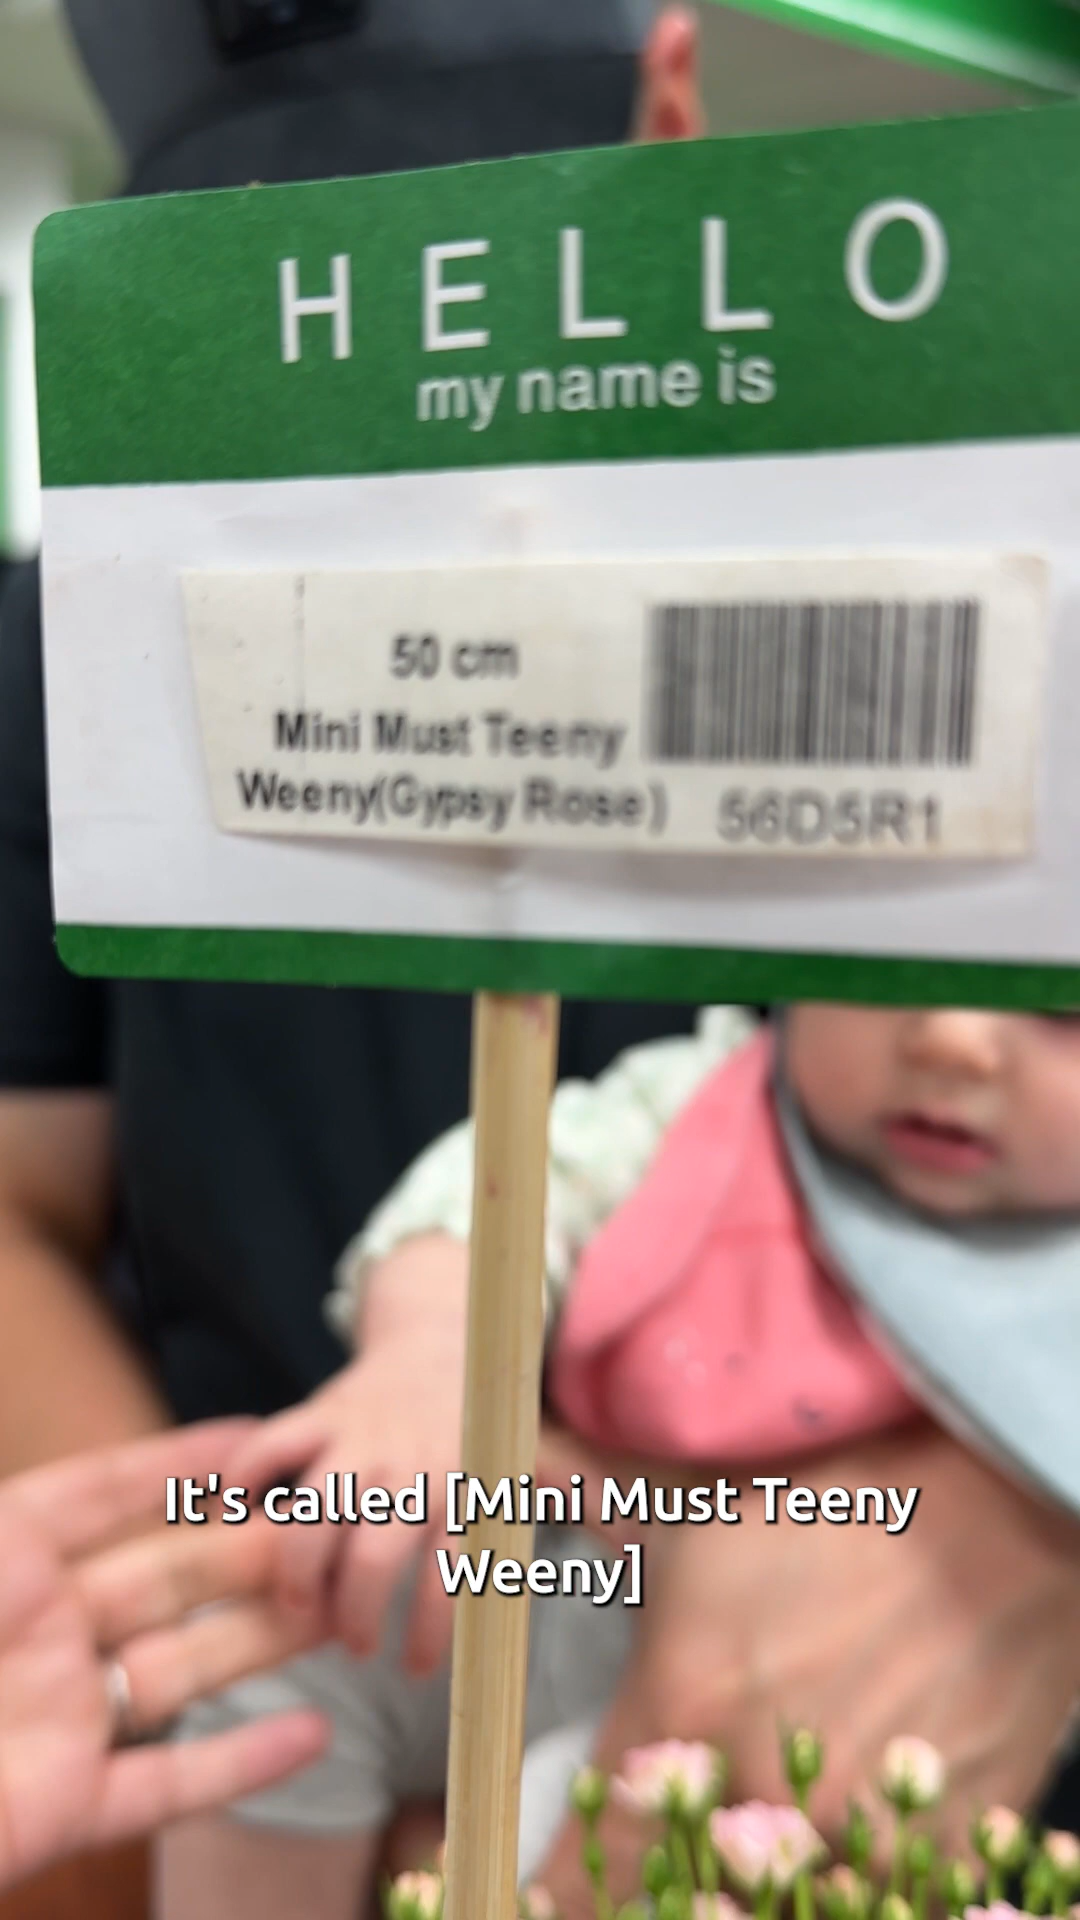 HELLO
my name is
50 cm
Mini Must Teeny
Weeny(Gypsy Rose) 56D5R1
It's called [Mini Must Teeny
Weeny]